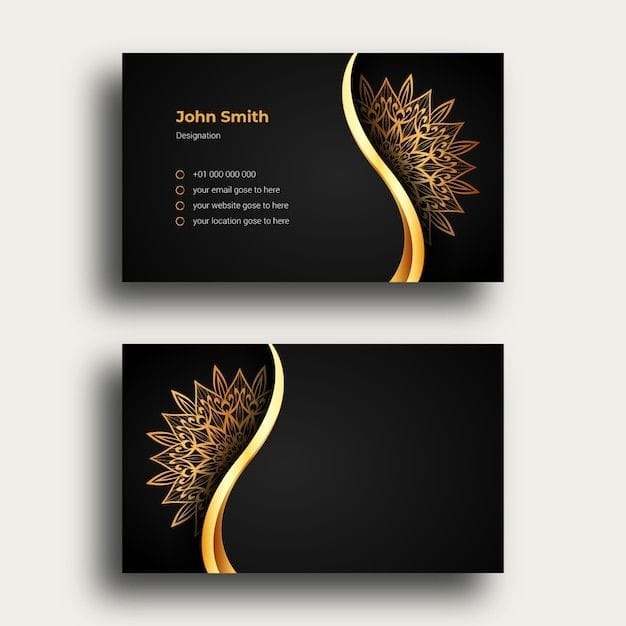 John Smith
Designation
+01 000 000 000
your email gose to here
your website gose to here
your location gose to here